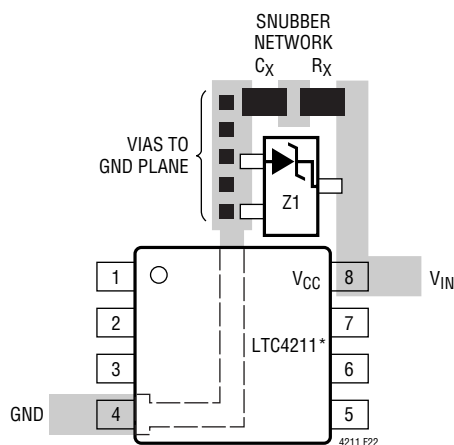 SNUBBER
NETWORK
CX RX
VIAS TO
GND PLANE
Z1
1
VCC 8 VIN
2
7
LTC4211*
3
6
GND 4
5
4211 F22